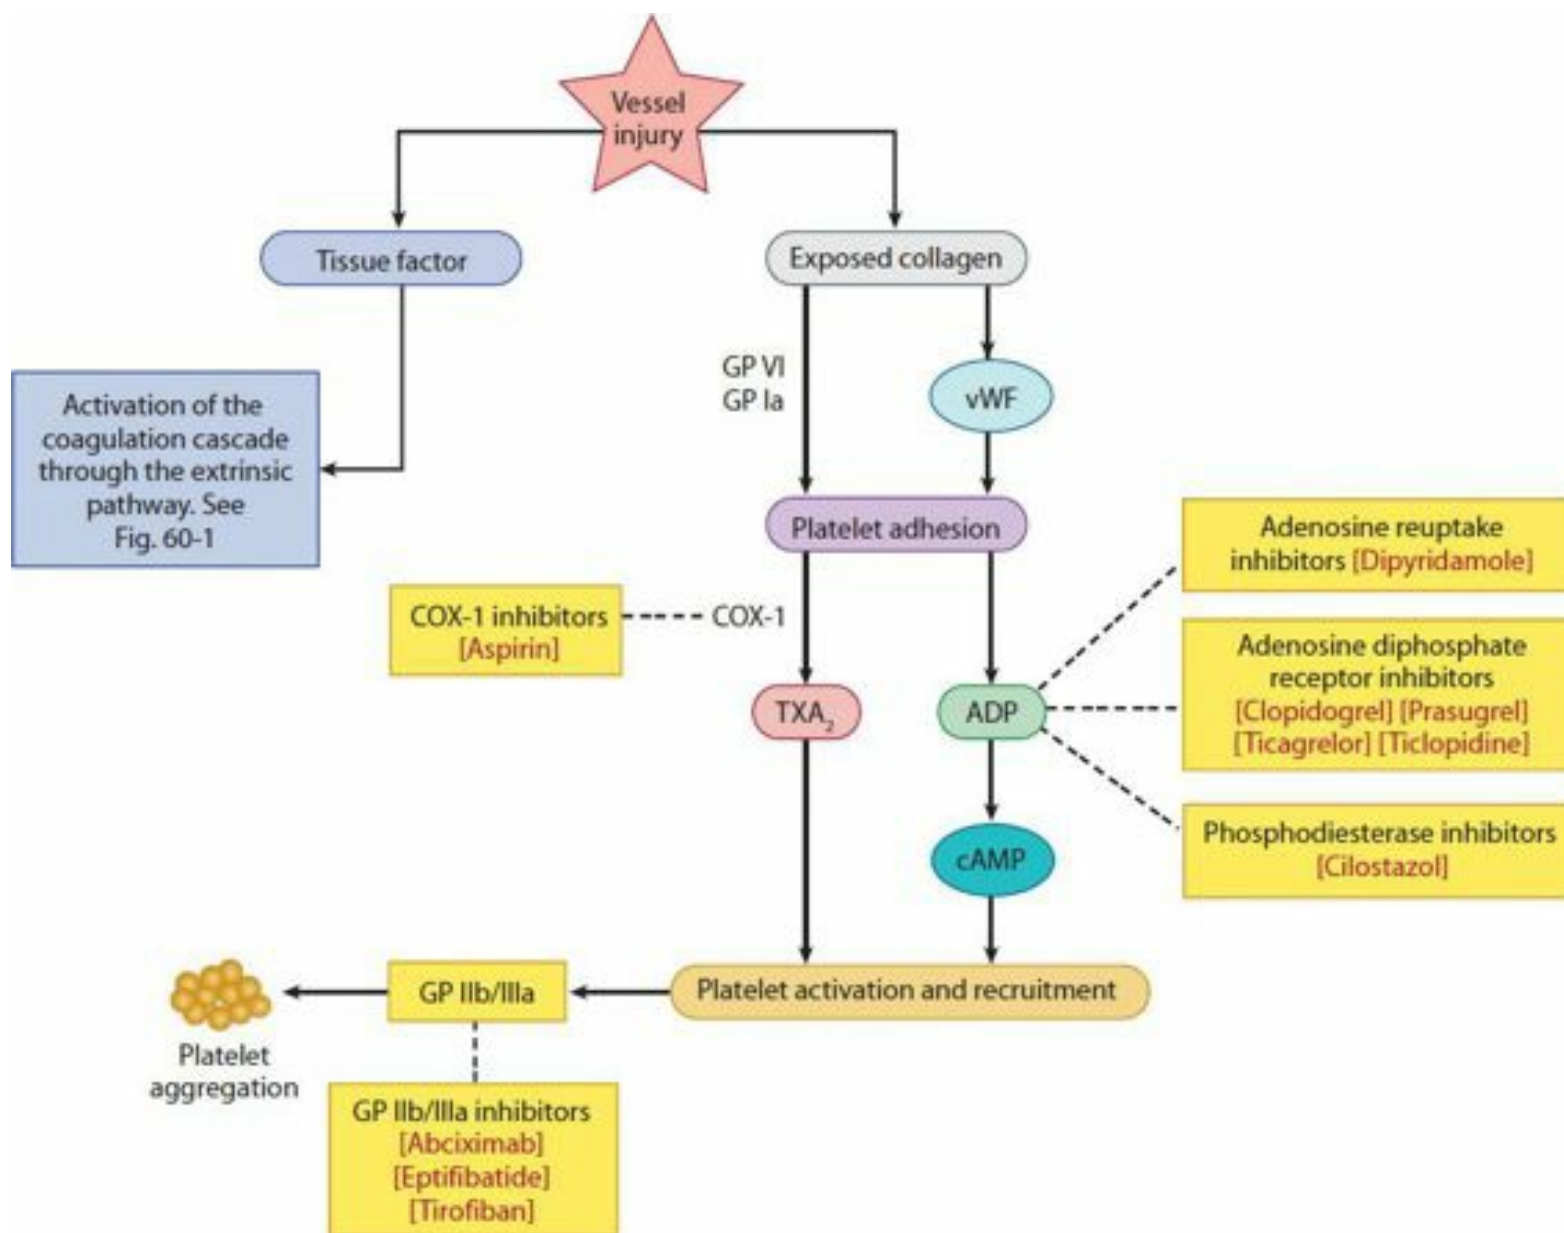 Vessel
injury
Tissue factor
Exposed collagen
GP VI
GP Ia
vWF
Activation of the
coagulation cascade
through the extrinsic
pathway. See
Fig. 60-1
Platelet adhesion
Adenosine reuptake
inhibitors [Dipyridamole]
COX-1 inhibitors
[Aspirin]
COX-1
Adenosine diphosphate
receptor inhibitors
[Clopidogrel] [Prasugrel]
[Ticagrelor] [Ticlopidine]
TXA₂
ADP
Phosphodiesterase inhibitors
[Cilostazol]
cAMP
Platelet activation and recruitment
GP IIb/IIIa
Platelet
aggregation
GP IIb/IIIa inhibitors
[Abciximab]
[Eptifibatide]
[Tirofiban]